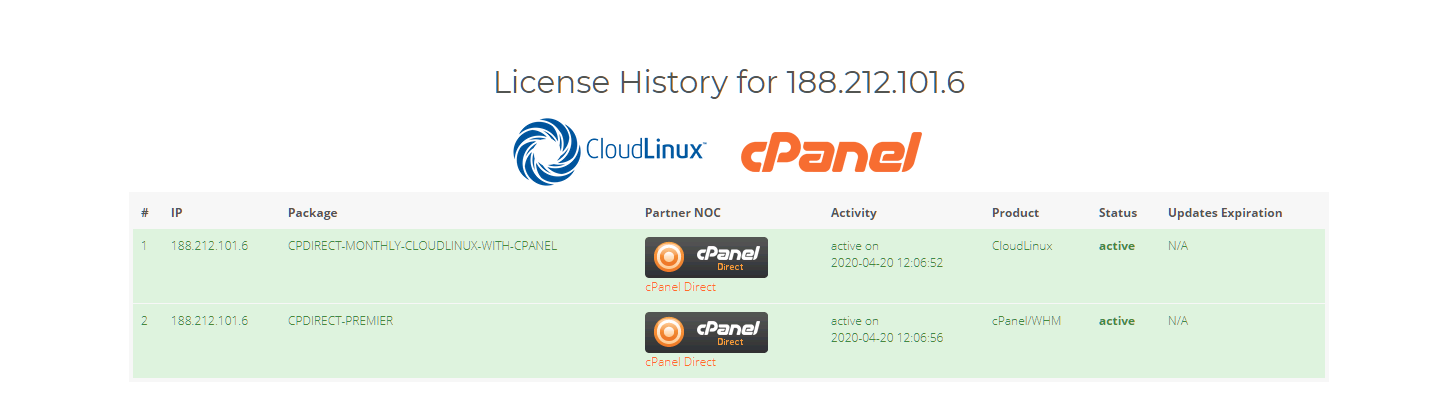 License History for 188.212.101.6
CloudLinux™ cPanel
# IP Package Partner NOC Activity Product Status Updates Expiration
1 188.212.101.6 CPDIRECT-MONTHLY-CLOUDLINUX-WITH-CPANEL cPanel active on CloudLinux active N/A
Direct 2020-04-20 12:06:52
cPanel Direct
2 188.212.101.6 CPDIRECT-PREMIER cPanel active on cPanel/WHM active N/A
Direct 2020-04-20 12:06:56
cPanel Direct